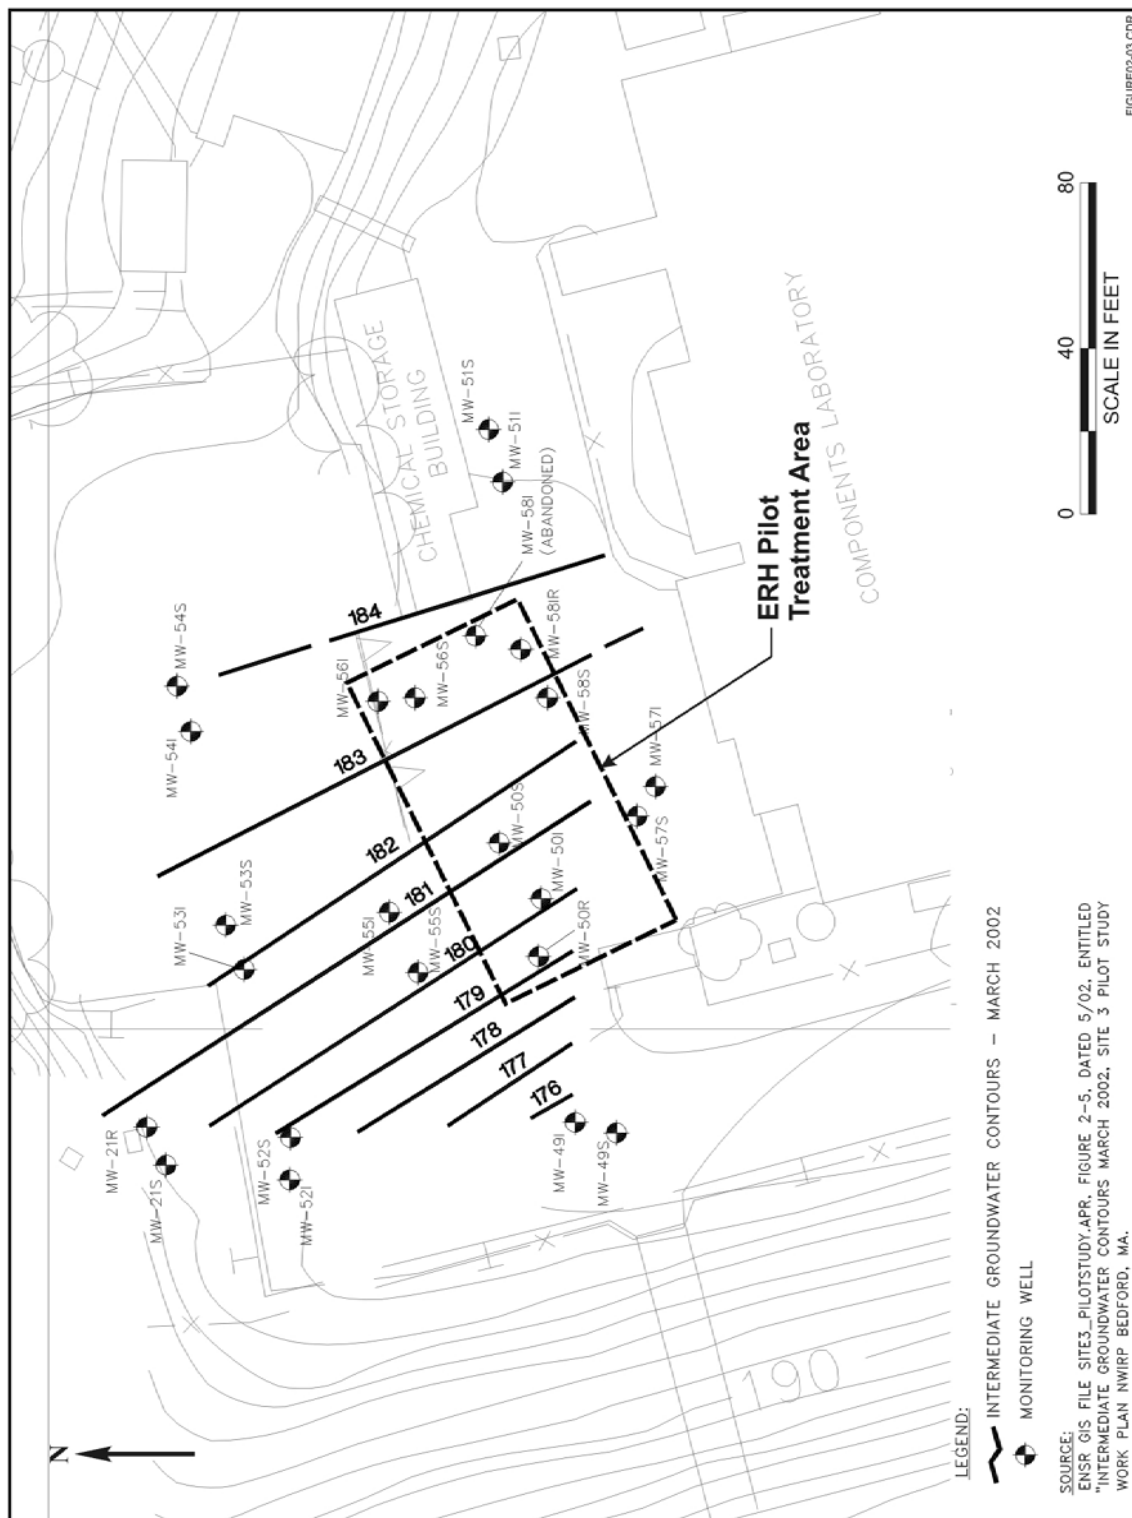 N
MW-54S
MW-54I
MW-53S
MW-53I
MW-21R
MW-21S
MW-52S
MW-52I
MW-55I
MW-55S
MW-56I
MW-56S
CHEMICAL STORAGE
BUILDING
MW-51S
MW-51I
MW-58I
(ABANDONED)
MW-58IR
MW-58S
MW-50S
MW-50I
MW-50R
MW-57I
MW-57S
MW-49I
MW-49S
184
183
182
181
180
179
178
177
176
190
ERH Pilot
Treatment Area
COMPONENTS LABORATORY
0 40 80
SCALE IN FEET
LEGEND:
INTERMEDIATE GROUNDWATER CONTOURS – MARCH 2002
MONITORING WELL
SOURCE:
ENSR GIS FILE SITE3_PILOTSTUDY.APR, FIGURE 2-5, DATED 5/02, ENTITLED
"INTERMEDIATE GROUNDWATER CONTOURS MARCH 2002, SITE 3 PILOT STUDY
WORK PLAN NWIRP BEDFORD, MA.
FIGURE02-03.CDR